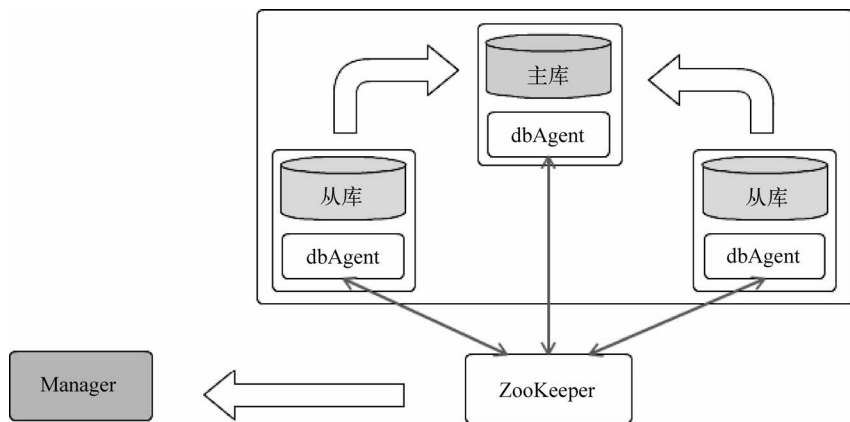 主库
dbAgent
从库
dbAgent
从库
dbAgent
Manager
ZooKeeper